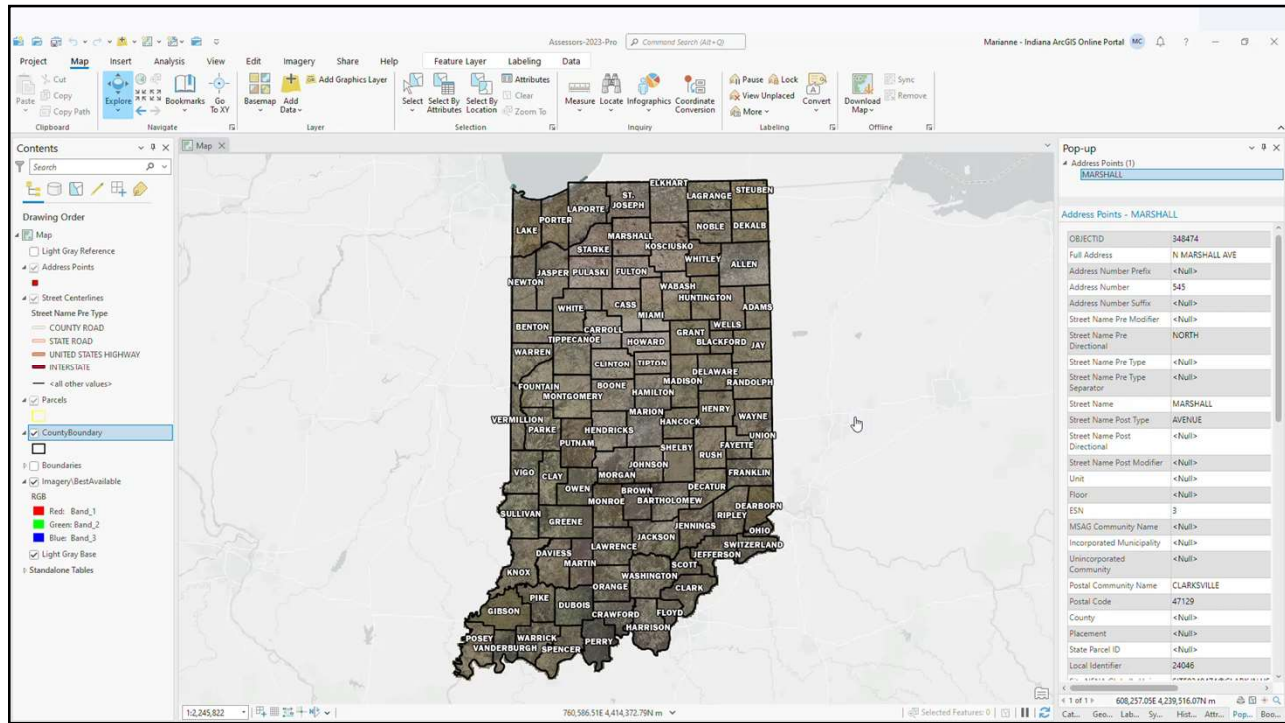 Assessors-2023-Pro
Command Search (Alt+Q)
Marianne - Indiana ArcGIS Online Portal
MC
?
Project Map Insert Analysis View Edit Imagery Share Help Feature Layer Labeling Data
Paste
Cut
Copy
Copy Path
Clipboard
Explore
Bookmarks
Go To XY
Navigate
Basemap
Add Data
Add Graphics Layer
Layer
Select
Select By Attributes
Select By Location
Attributes
Clear
Zoom To
Selection
Measure
Locate
Infographics
Coordinate Conversion
Inquiry
Pause
Lock
View Unplaced
More
Convert
Labeling
Download Map
Sync
Remove
Offline
Contents
Search
Drawing Order
Map
Light Gray Reference
Address Points
Street Centerlines
Street Name Pre Type
COUNTY ROAD
STATE ROAD
UNITED STATES HIGHWAY
INTERSTATE
<all other values>
Parcels
CountyBoundary
Boundaries
Imagery\BestAvailable
RGB
Red: Band_1
Green: Band_2
Blue: Band_3
Light Gray Base
Standalone Tables
Map
ELKHART
LAGRANGE STEUBEN
ST. JOSEPH
LAPORTE
PORTER
LAKE
NOBLE DEKALB
MARSHALL
STARKE
KOSCIUSKO
WHITLEY
ALLEN
JASPER PULASKI FULTON
NEWTON
WABASH
HUNTINGTON
WHITE
CASS
MIAMI
ADAMS
BENTON
CARROLL
GRANT
WELLS
TIPPECANOE
HOWARD
BLACKFORD JAY
WARREN
CLINTON TIPTON
DELAWARE
FOUNTAIN
BOONE
MADISON
RANDOLPH
MONTGOMERY
HAMILTON
VERMILLION
MARION
HENRY
WAYNE
PARKE
HENDRICKS
HANCOCK
PUTNAM
UNION
FAYETTE
SHELBY
RUSH
VIGO
CLAY
MORGAN
JOHNSON
FRANKLIN
OWEN
BROWN
DECATUR
MONROE
BARTHOLOMEW
DEARBORN
SULLIVAN
GREENE
RIPLEY
JENNINGS
OHIO
JACKSON
SWITZERLAND
LAWRENCE
JEFFERSON
DAVIESS
MARTIN
SCOTT
KNOX
WASHINGTON
ORANGE
CLARK
PIKE
GIBSON
DUBOIS
CRAWFORD
FLOYD
HARRISON
POSEY
WARRICK
PERRY
VANDERBURGH SPENCER
1:2,245,822
760,586.51E 4,414,372.79N m
Selected Features: 0
Pop-up
Address Points (1)
MARSHALL
Address Points - MARSHALL
OBJECTID 348474
Full Address N MARSHALL AVE
Address Number Prefix <Null>
Address Number 545
Address Number Suffix <Null>
Street Name Pre Modifier <Null>
Street Name Pre Directional NORTH
Street Name Pre Type <Null>
Street Name Pre Type Separator <Null>
Street Name MARSHALL
Street Name Post Type AVENUE
Street Name Post Directional <Null>
Street Name Post Modifier <Null>
Unit <Null>
Floor <Null>
ESN 3
MSAG Community Name <Null>
Incorporated Municipality <Null>
Unincorporated Community <Null>
Postal Community Name CLARKSVILLE
Postal Code 47129
County <Null>
Placement <Null>
State Parcel ID <Null>
Local Identifier 24046
1 of 1
608,257.05E 4,239,516.07N m
Cat... Geo... Lab... Sy... Hist... Attr... Pop... Boo...